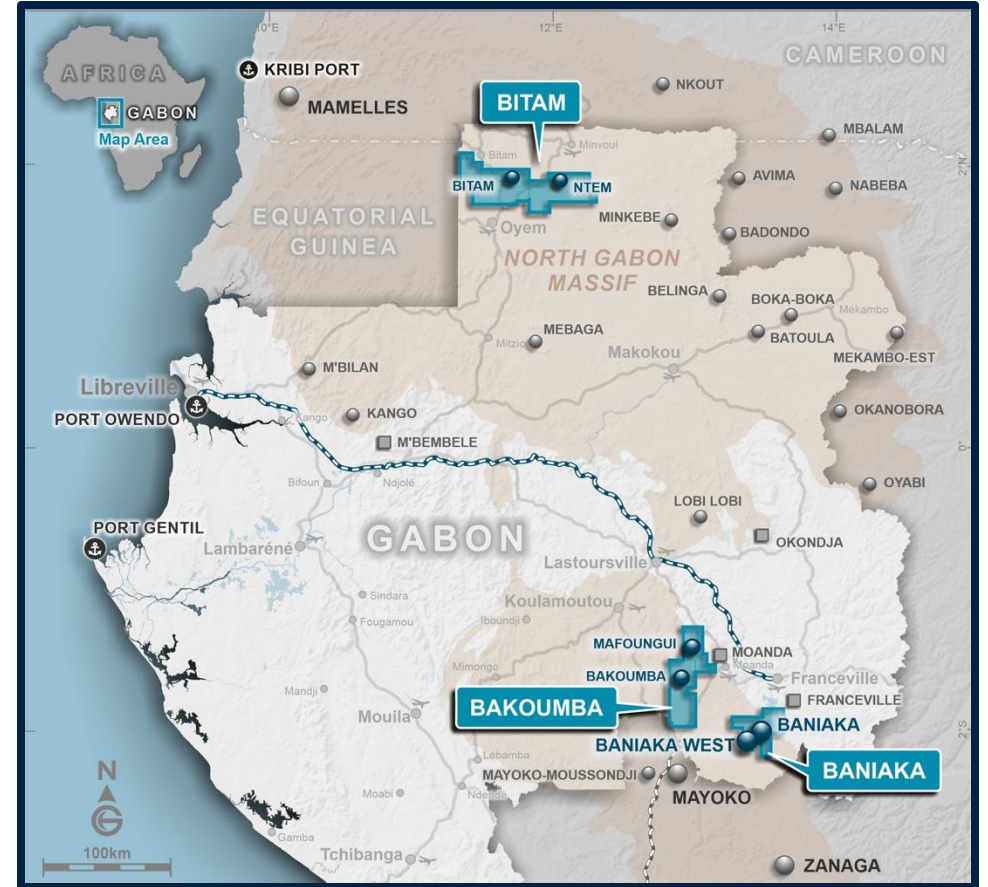 10°E
12°E
14°E
AFRICA
GABON
Map Area
KRIBI PORT
MAMELLES
BITAM
NKOUT
CAMEROON
MBALAM
Bitam
Minvoul
2°N
BITAM
NTEM
AVIMA
NABEBA
EQUATORIAL
GUINEA
MINKEBE
Oyem
BADONDO
NORTH GABON
MASSIF
BELINGA
BOKA-BOKA
Mekambo
MEBAGA
Mitzic
BATOULA
MEKAMBO-EST
Makokou
M'BILAN
Libreville
PORT OWENDO
Kango
KANGO
OKANOBORA
M'BEMBELE
0°
Bifoun
Ndjolé
OYABI
LOBI LOBI
PORT GENTIL
GABON
OKONDJA
Lambaréné
Lastoursville
Sindara
Koulamoutou
Fougamou
Iboundji
MAFOUNGUI
MOANDA
Moanda
Mimongo
BAKOUMBA
Franceville
Mandji
BAKOUMBA
FRANCEVILLE
Mouila
BANIAKA
2°S
BANIAKA WEST
Lébamba
BANIAKA
MAYOKO-MOUSSONDJI
N
Moabi
Ndendé
MAYOKO
G
Gamba
100km
Tchibanga
ZANAGA